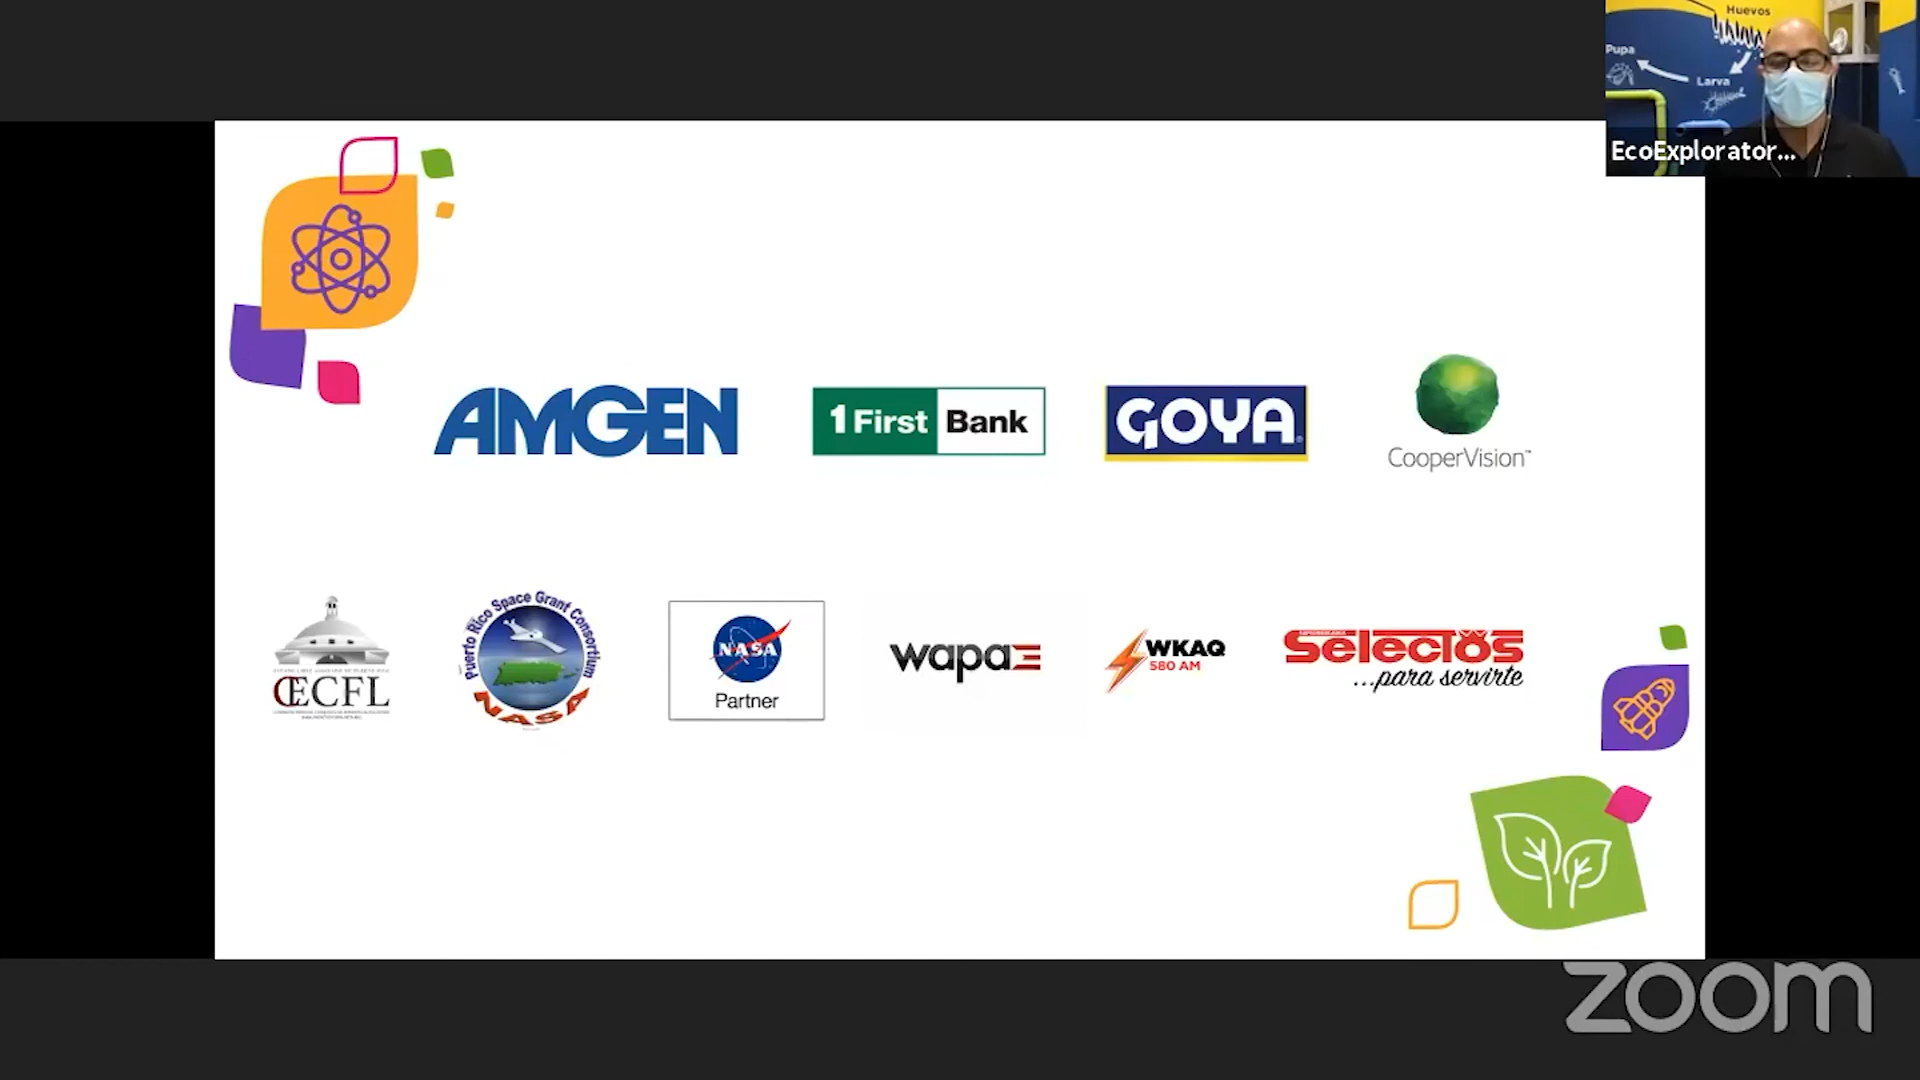 Huevos
Pupa
Larva
EcoExplorator...
AMGEN
1 First Bank
GOYA
CooperVision™
CECFL
Puerto Rico Space Grant Consortium
NASA
NASA
Partner
wapa
WKAQ
580 AM
Selectos
...para servirte
zoom